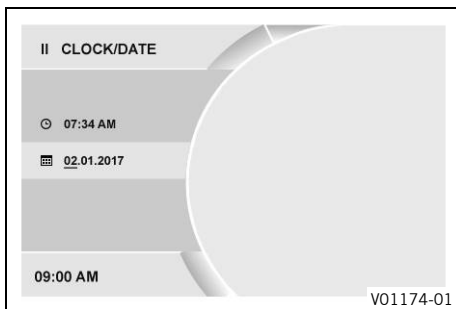 II CLOCK/DATE
07:34 AM
02.01.2017
09:00 AM
V01174-01